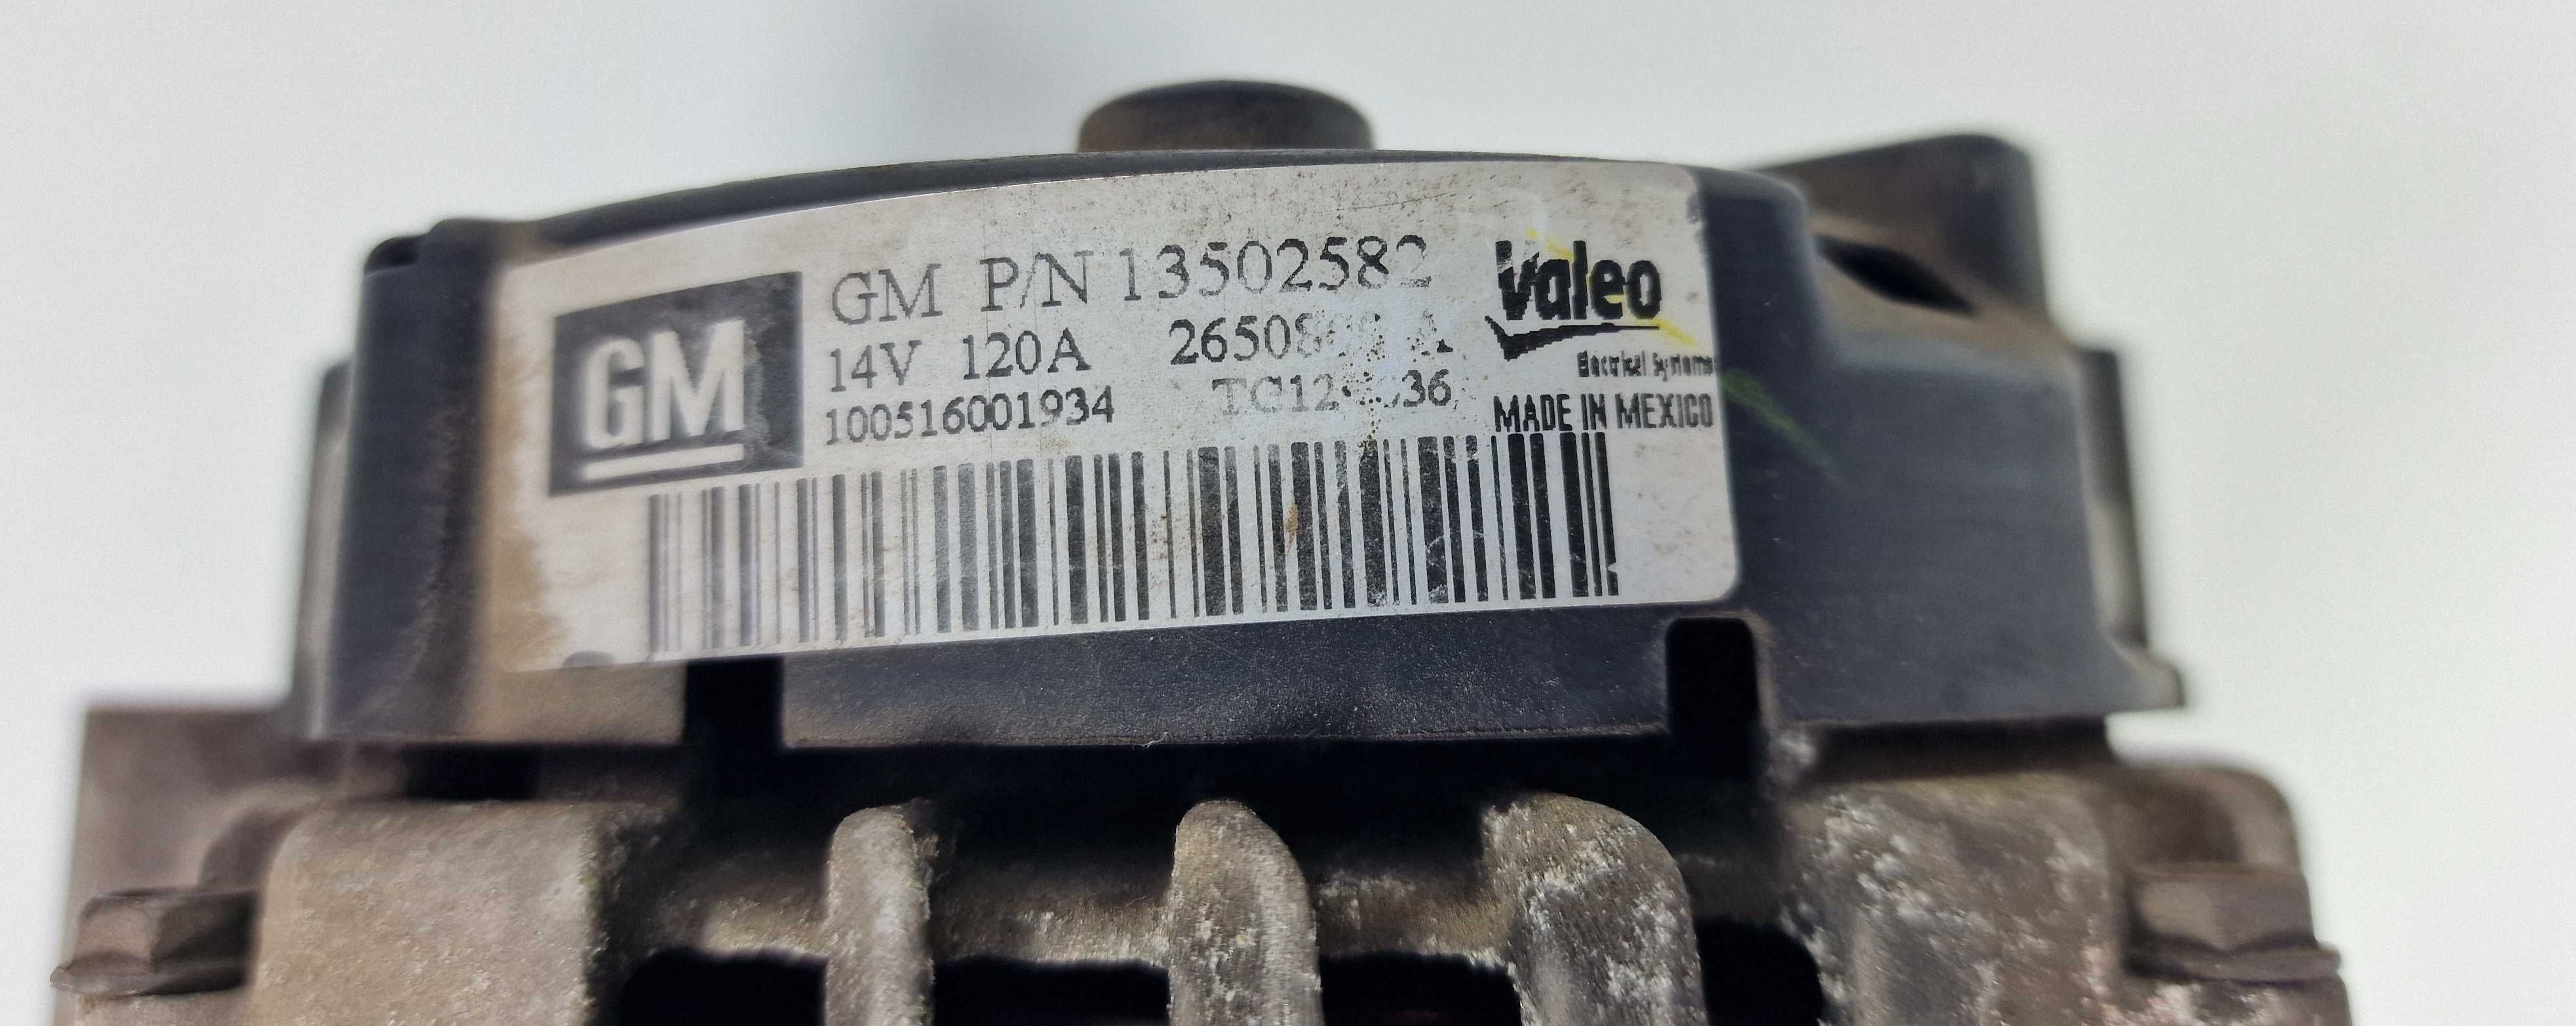 GM
GM P/N 13502582
14V 120A
100516001934
Valeo
Electrical Systems
MADE IN MEXICO